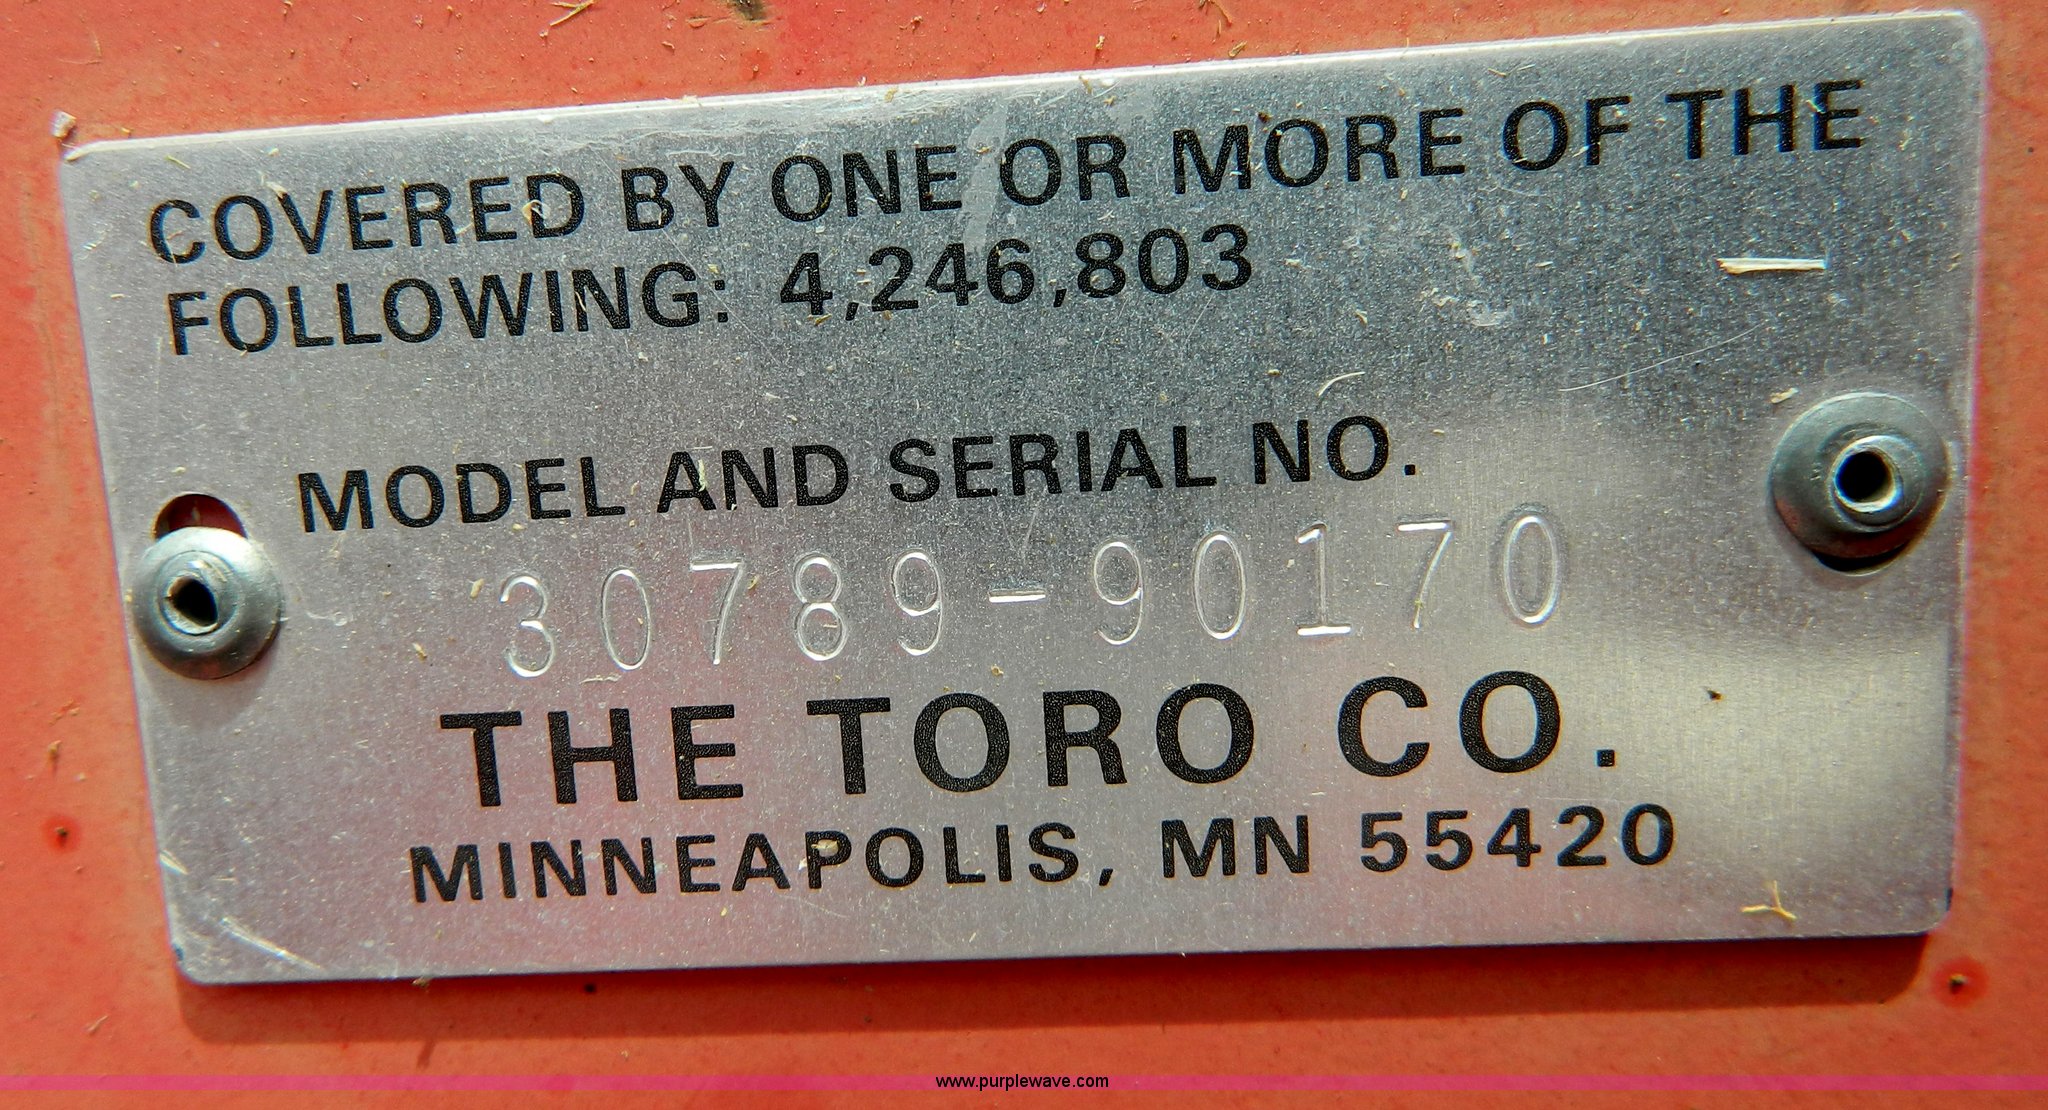 COVERED BY ONE OR MORE OF THE
FOLLOWING: 4,246,803
MODEL AND SERIAL NO.
30789-90170
THE TORO CO.
MINNEAPOLIS, MN 55420
www.purplewave.com